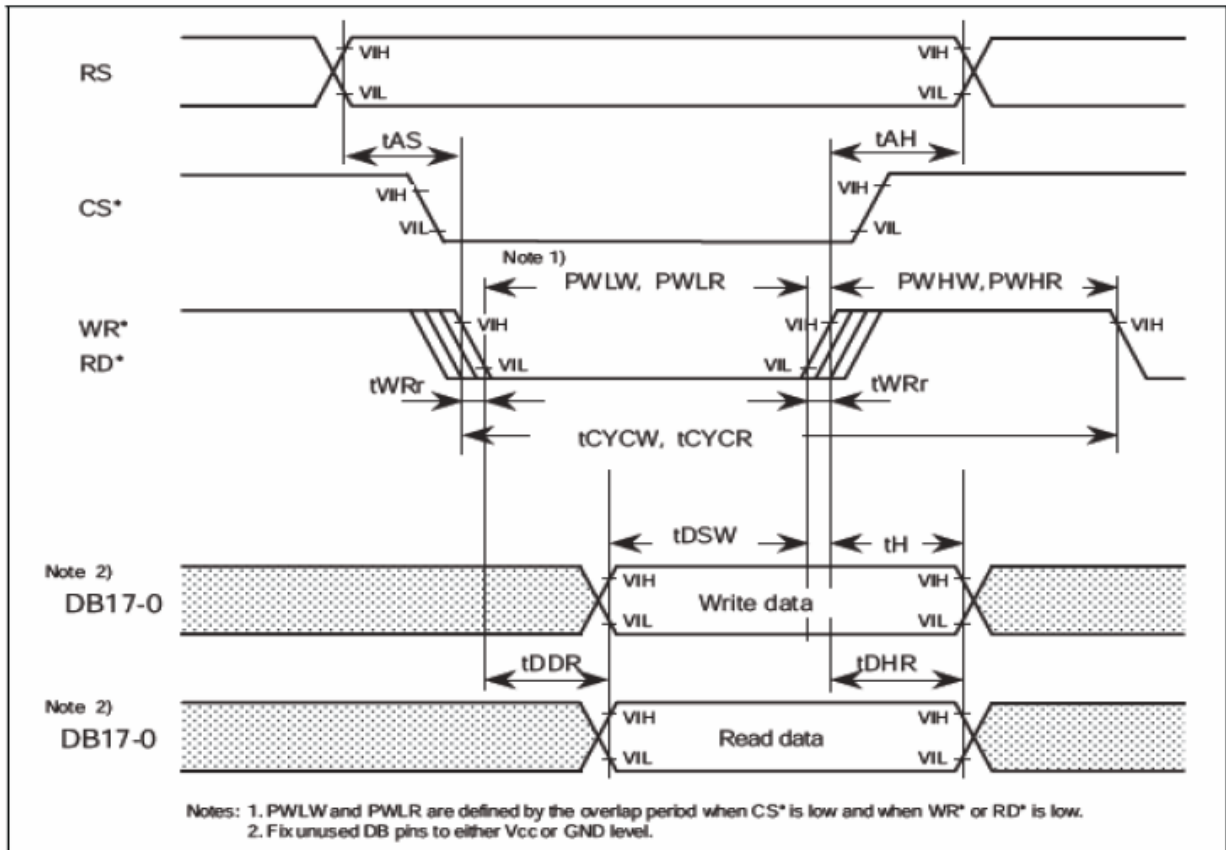 VIH
VIH
RS
VIL
VIL
tAS
tAH
VIH
VIH
CS*
VIL
VIL
Note 1)
PWLW, PWLR
PWHW, PWHR
WR*
VIH
VIH
VIH
RD*
VIL
VIL
tWRr
tWRr
tCYCW, tCYCR
tDSW
tH
Note 2)
VIH
VIH
DB17-0
Write data
VIL
VIL
tDDR
tDHR
Note 2)
VIH
VIH
DB17-0
Read data
VIL
VIL
Notes: 1. PWLW and PWLR are defined by the overlap period when CS* is low and when WR* or RD* is low.
2. Fix unused DB pins to either Vcc or GND level.